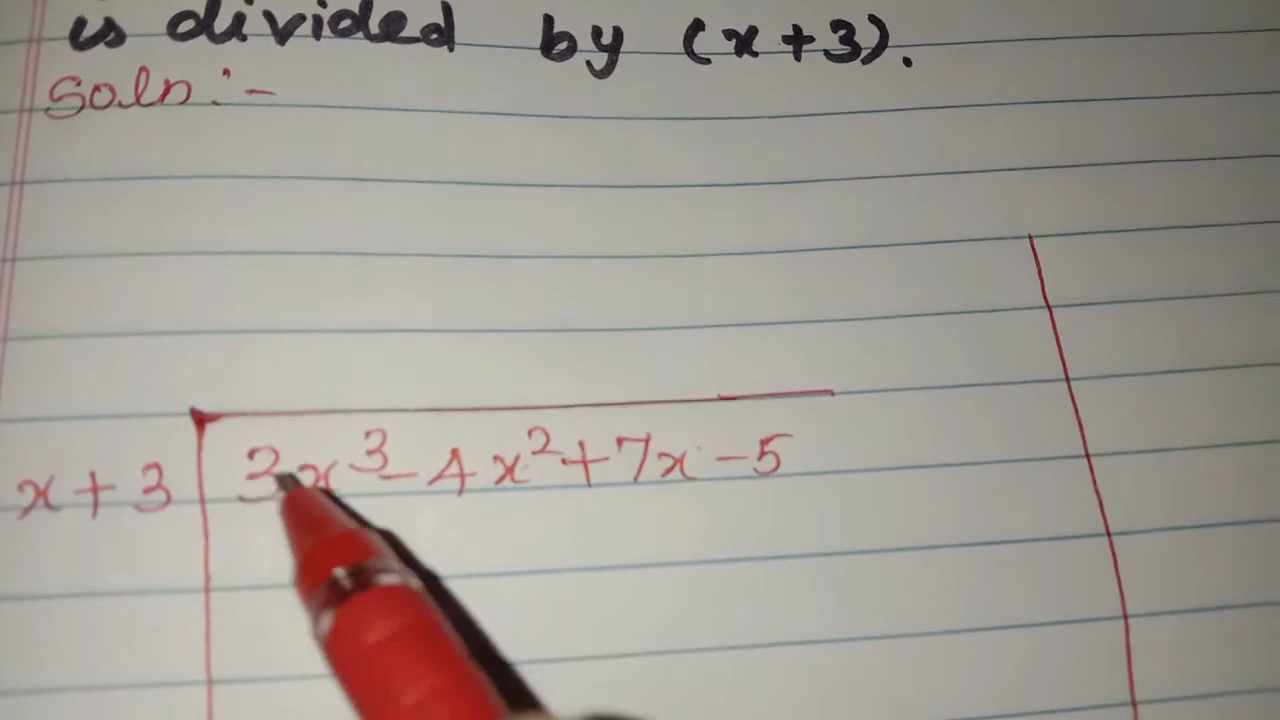 is divided by (x+3).
Soln :-
x+3 3x³-4x²+7x-5